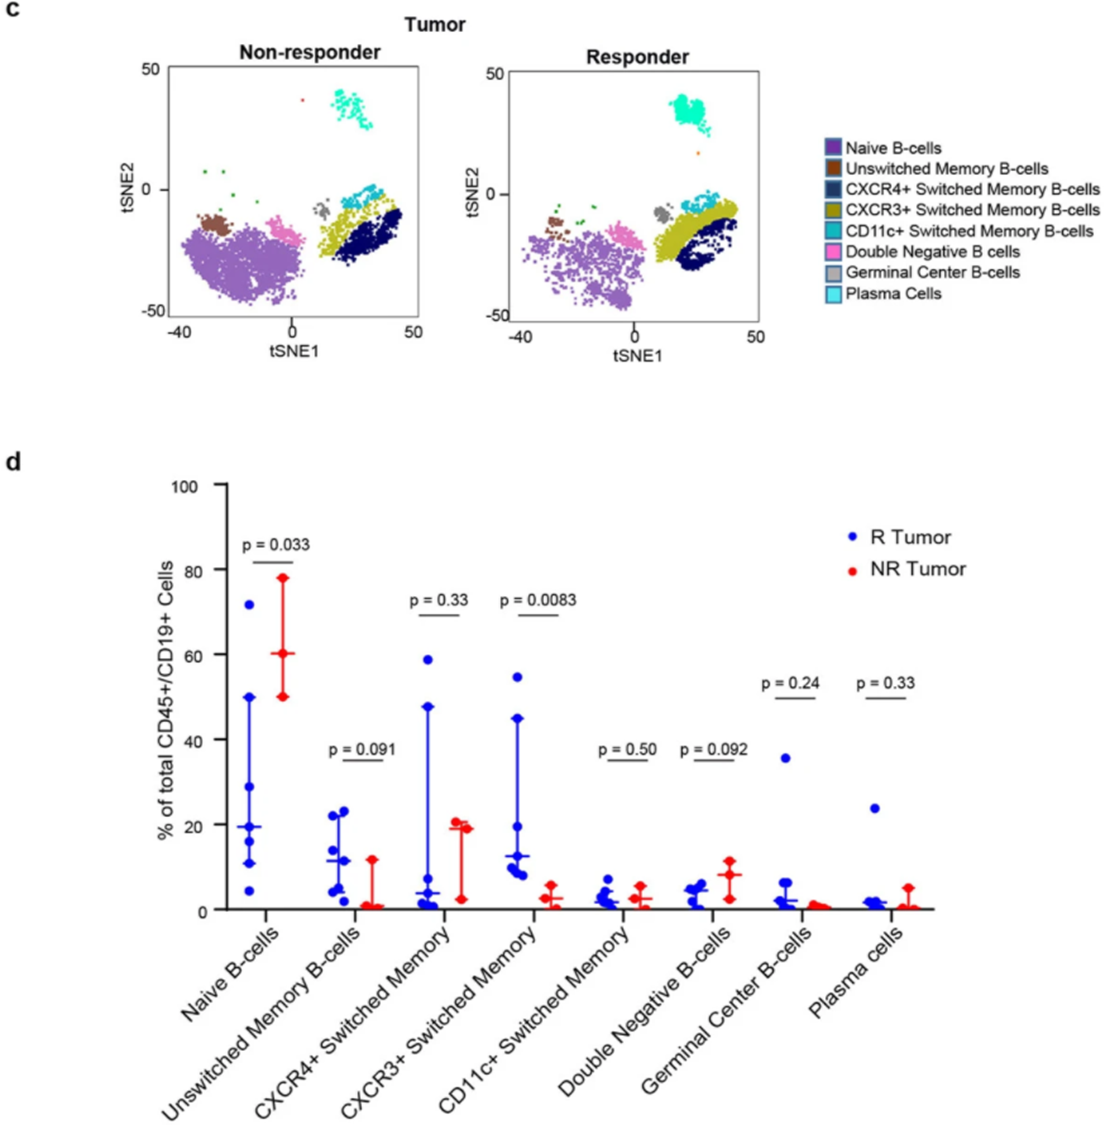 c
Tumor
Non-responder
Responder
50
0
-50
-40
0
50
tSNE2
tSNE1
50
0
-50
-40
0
50
tSNE2
tSNE1
Naive B-cells
Unswitched Memory B-cells
CXCR4+ Switched Memory B-cells
CXCR3+ Switched Memory B-cells
CD11c+ Switched Memory B-cells
Double Negative B cells
Germinal Center B-cells
Plasma Cells
d
% of total CD45+/CD19+ Cells
100
80
60
40
20
0
p = 0.033
p = 0.091
p = 0.33
p = 0.0083
p = 0.50
p = 0.092
p = 0.24
p = 0.33
R Tumor
NR Tumor
Naive B-cells
Unswitched Memory B-cells
CXCR4+ Switched Memory
CXCR3+ Switched Memory
CD11c+ Switched Memory
Double Negative B-cells
Germinal Center B-cells
Plasma cells